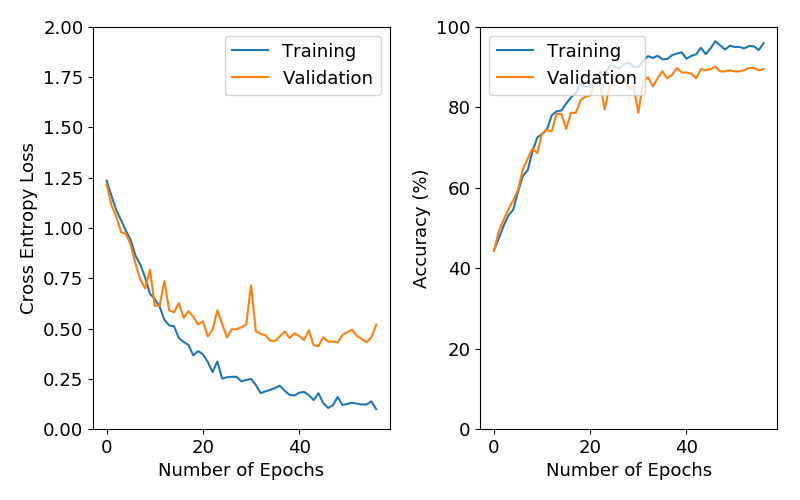 2.00
1.75
1.50
1.25
1.00
0.75
0.50
0.25
0.00
Cross Entropy Loss
0 20 40
Number of Epochs
Training
Validation
100
80
60
40
20
0
Accuracy (%)
0 20 40
Number of Epochs
Training
Validation